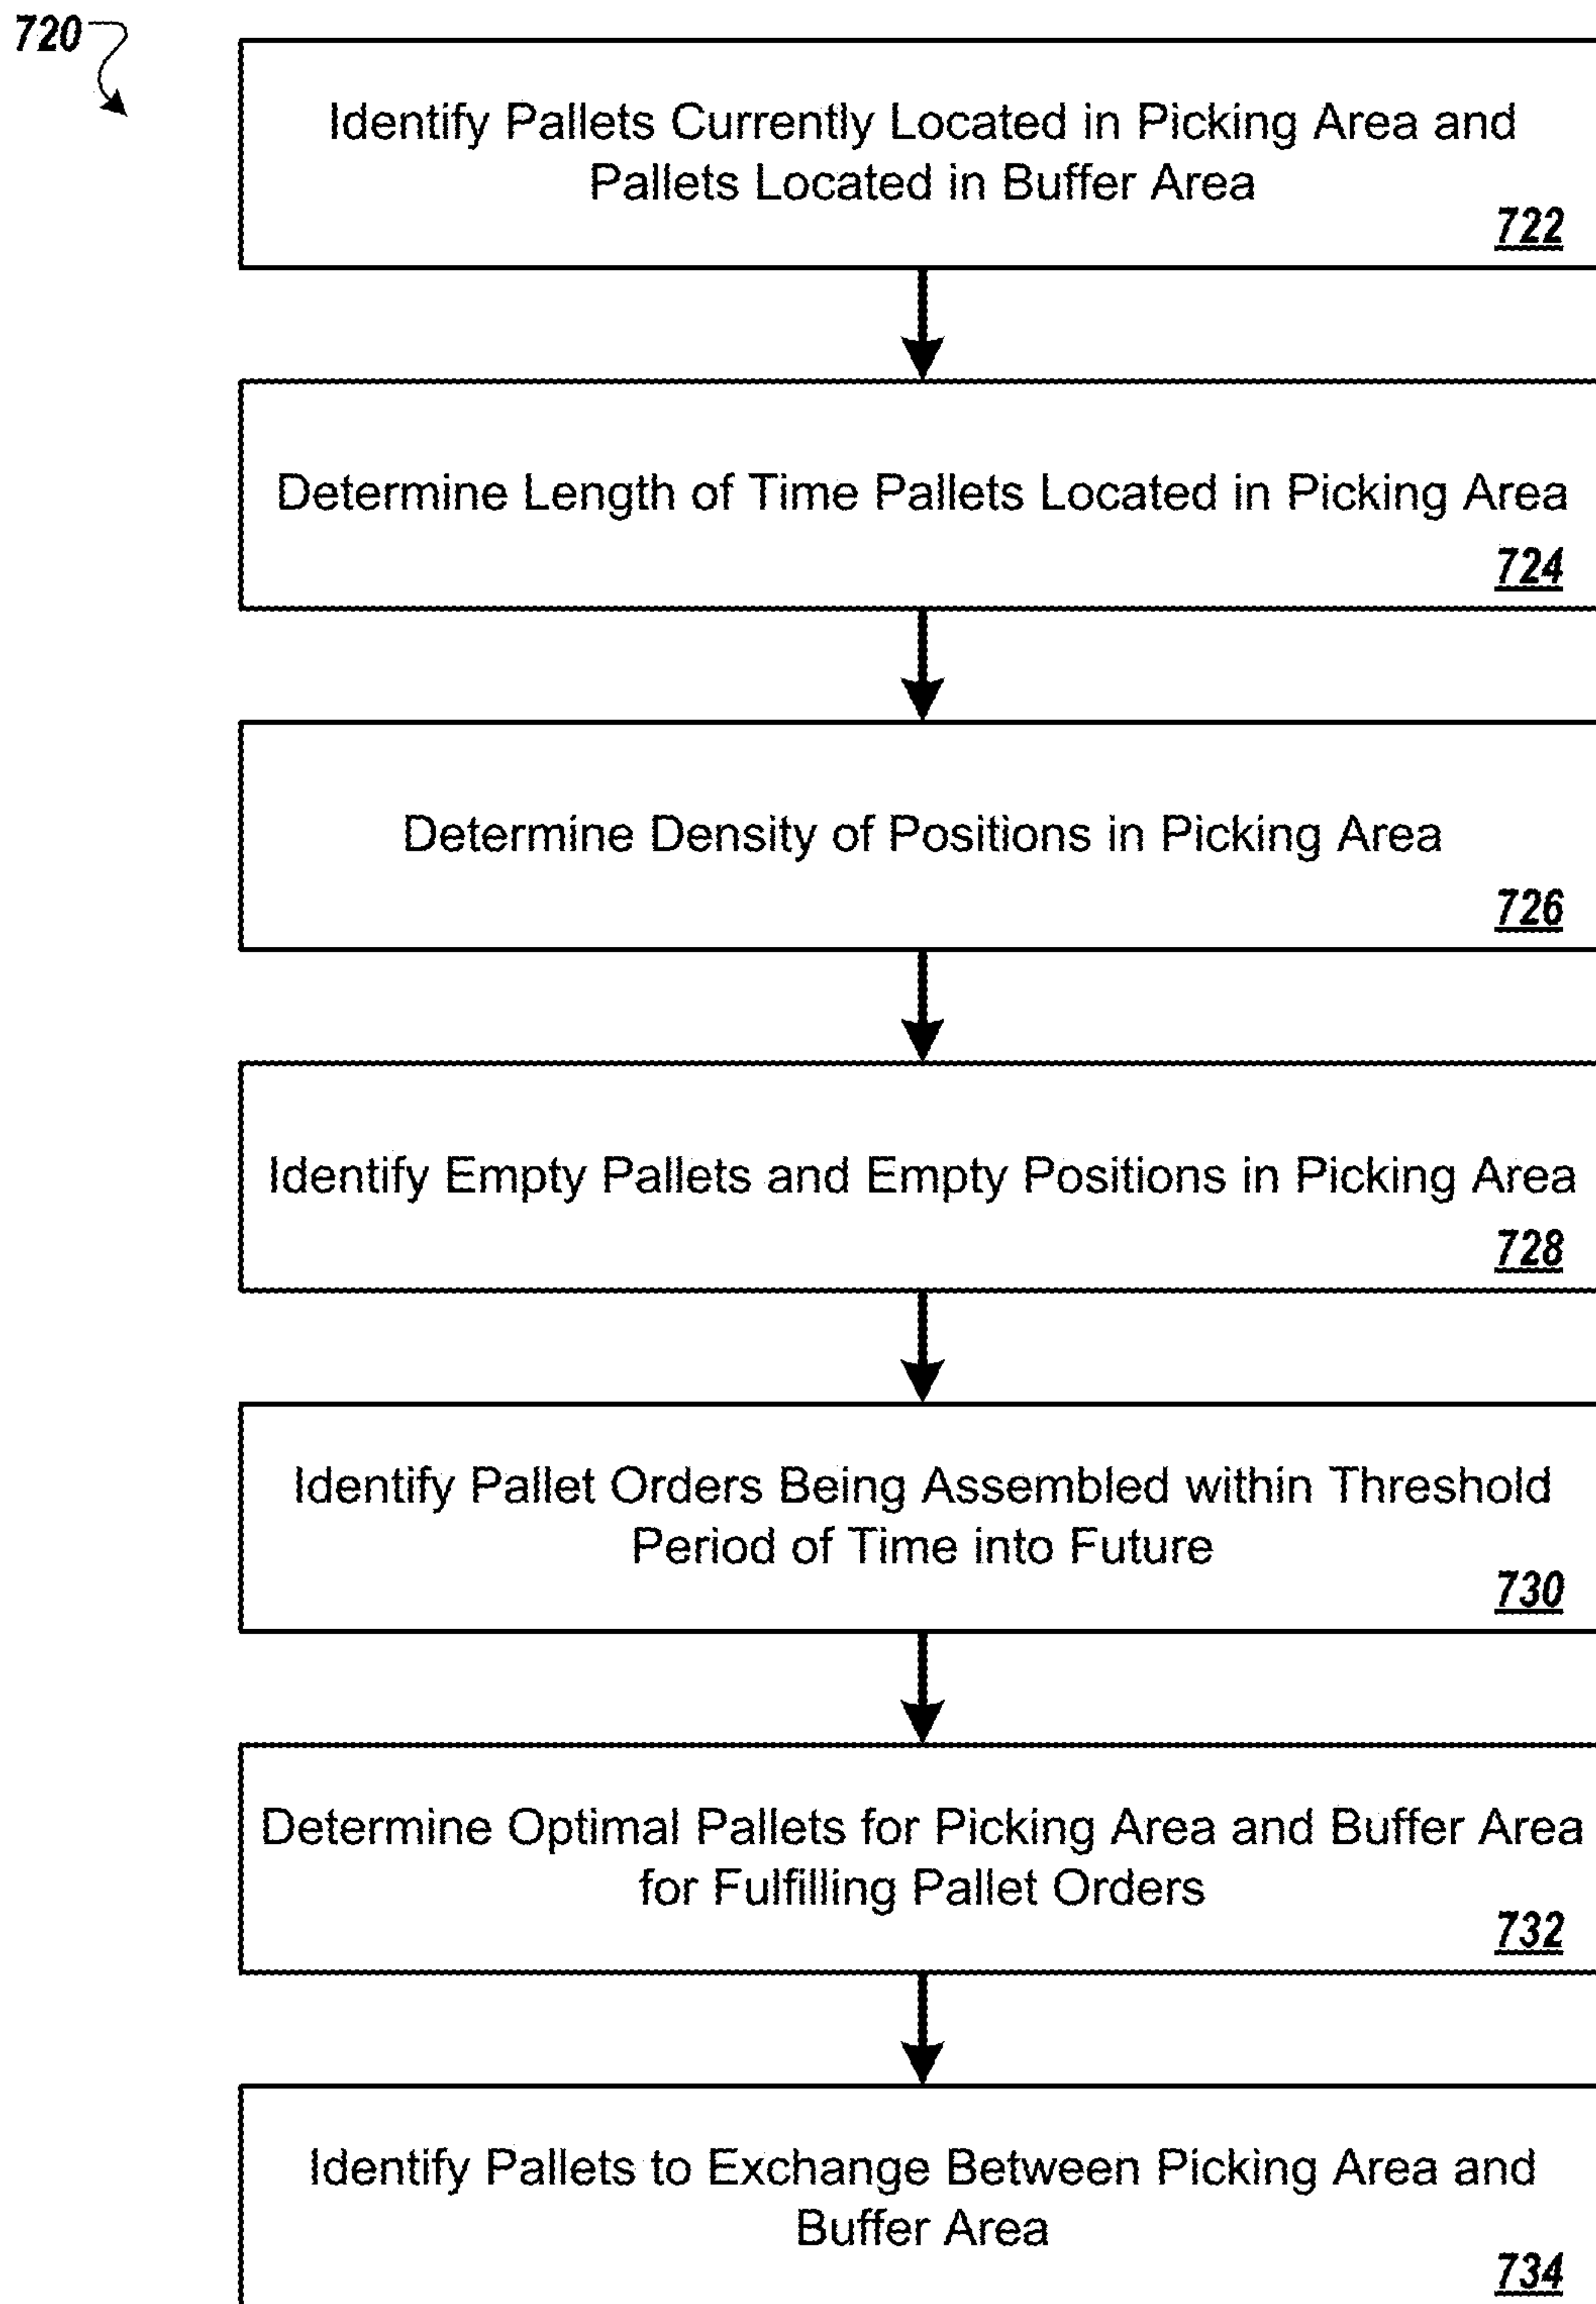 720
Identify Pallets Currently Located in Picking Area and
Pallets Located in Buffer Area
722
Determine Length of Time Pallets Located in Picking Area
724
Determine Density of Positions in Picking Area
726
Identify Empty Pallets and Empty Positions in Picking Area
728
Identify Pallet Orders Being Assembled within Threshold
Period of Time into Future
730
Determine Optimal Pallets for Picking Area and Buffer Area
for Fulfilling Pallet Orders
732
Identify Pallets to Exchange Between Picking Area and
Buffer Area
734